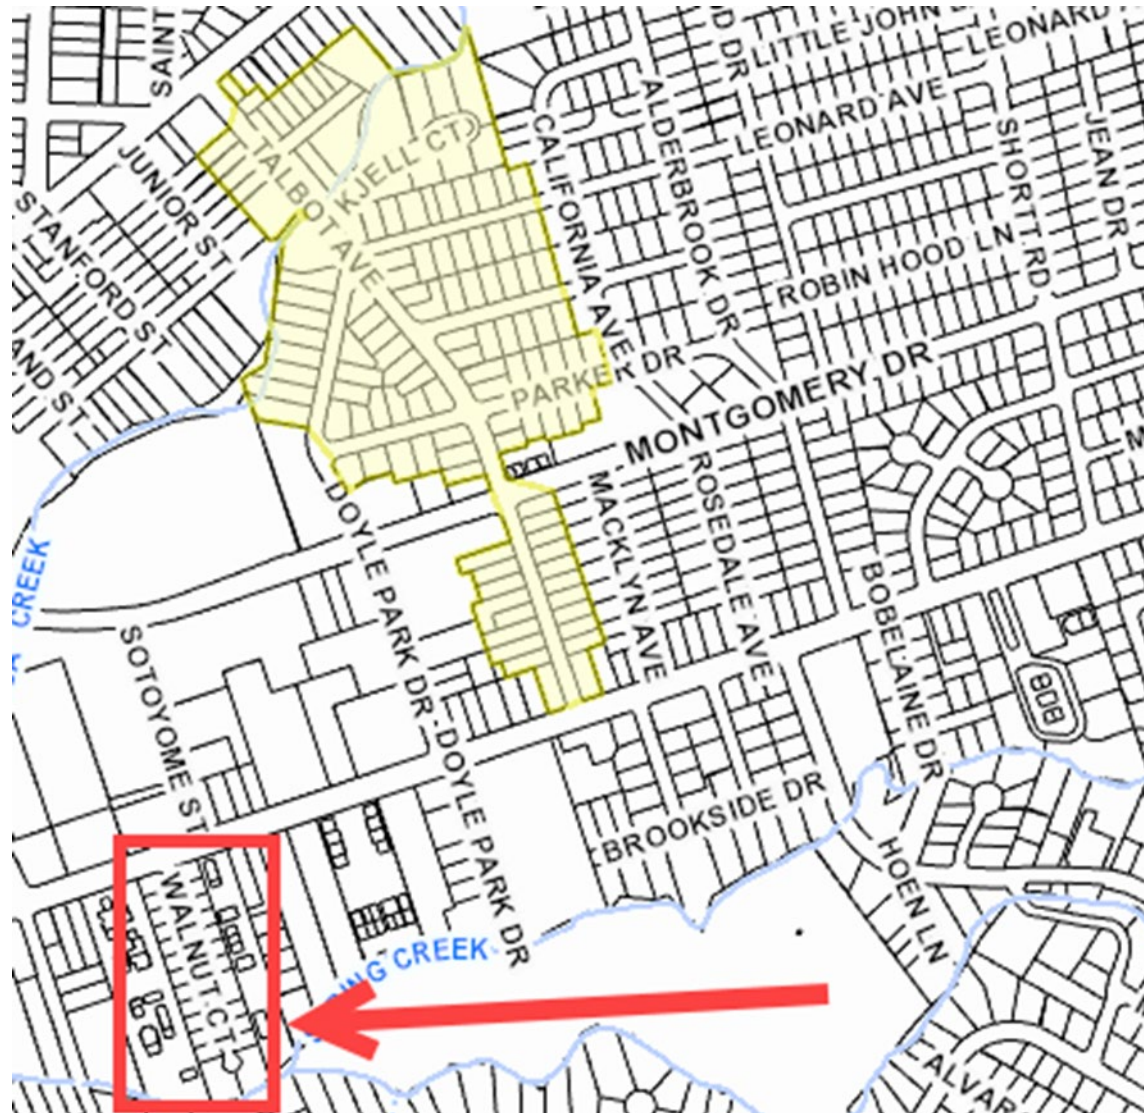 SAINT
D DR
LITTLE JOHN L
LEONARD
ALDERBROOK DR
LEONARD AVE
CALIFORNIA AVE
SHORTT RD
JEAN DR
JUNIOR ST
TALBOT AVE
KJELL CT
STANFORD ST
ROBIN HOOD LN
AND ST
PARKER DR
MONTGOMERY DR
DOYLE PARK DR
MACKLYN AVE
ROSEDALE AVE
M
CREEK
BOBELAINE DR
SOTOYOME ST
DOYLE PARK DR
BROOKSIDE DR
HOEN LN
WALNUT CT
ING CREEK
ALVAR